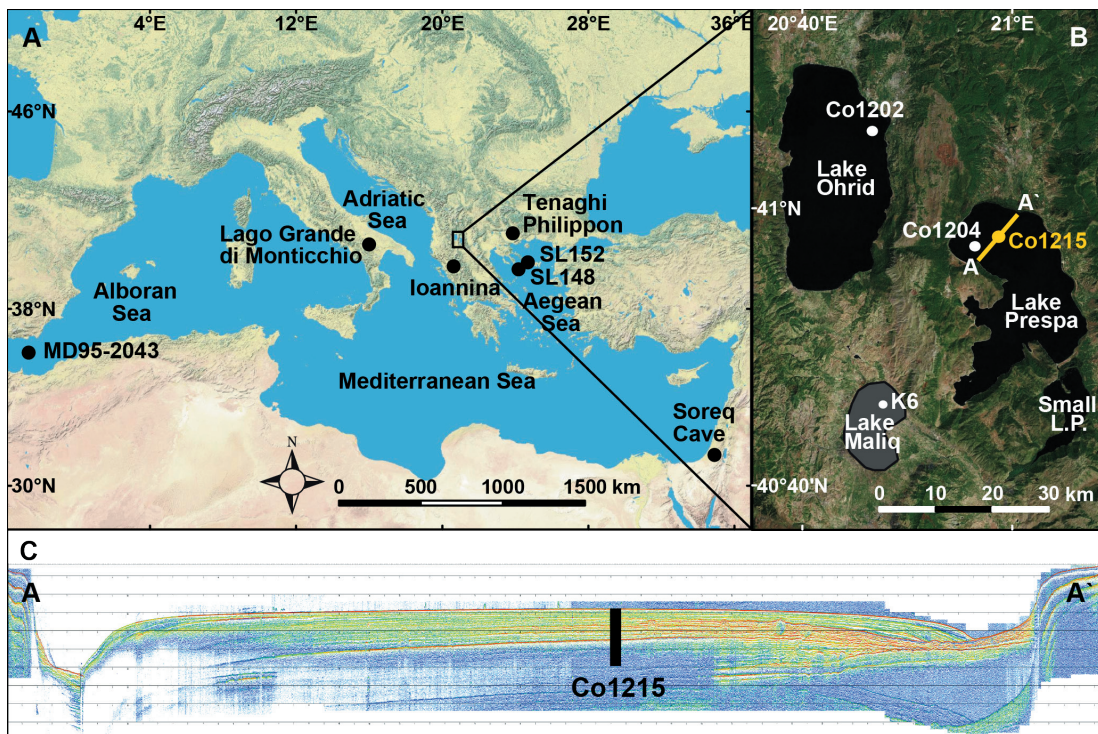 A
4°E
12°E
20°E
28°E
36°E
46°N
38°N
30°N
Adriatic
Sea
Lago Grande
di Monticchio
Tenaghi
Philippon
SL152
SL148
Ioannina
Aegean
Sea
Alboran
Sea
MD95-2043
Mediterranean Sea
Soreq
Cave
N
0 500 1000 1500 km
B
20°40'E
21°E
Co1202
Lake
Ohrid
41°N
A`
Co1204
Co1215
A
Lake
Prespa
K6
Lake
Maliq
Small
L.P.
40°40'N
0 10 20 30 km
C
A
A`
Co1215